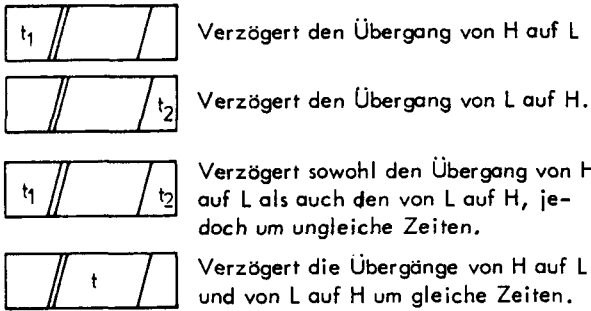 t1 Verzögert den Übergang von H auf L
t2 Verzögert den Übergang von L auf H.
Verzögert sowohl den Übergang von H
t1 t2 auf L als auch den von L auf H, je-
doch um ungleiche Zeiten.
t Verzögert die Übergänge von H auf L
und von L auf H um gleiche Zeiten.